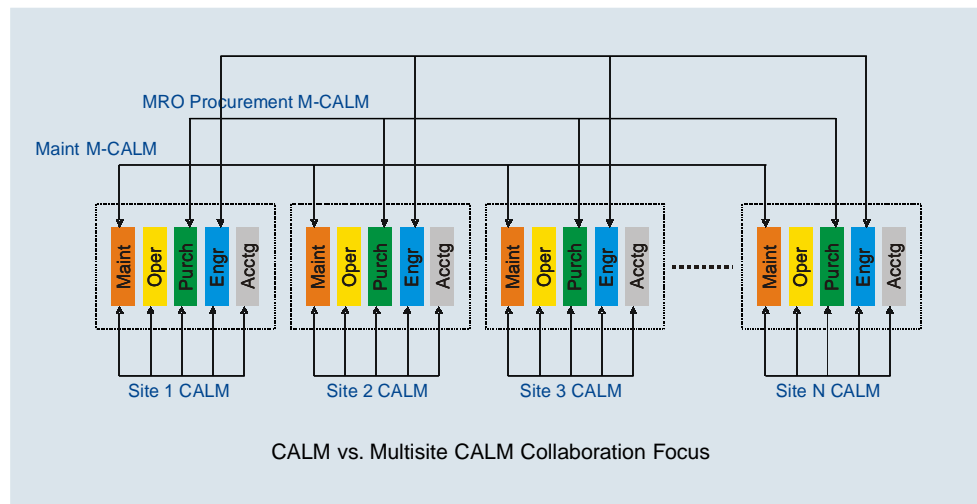 MRO Procurement M-CALM
Maint M-CALM
Maint Oper Purch Engr Acctg
Maint Oper Purch Engr Acctg
Maint Oper Purch Engr Acctg
Maint Oper Purch Engr Acctg
Site 1 CALM
Site 2 CALM
Site 3 CALM
Site N CALM
CALM vs. Multisite CALM Collaboration Focus